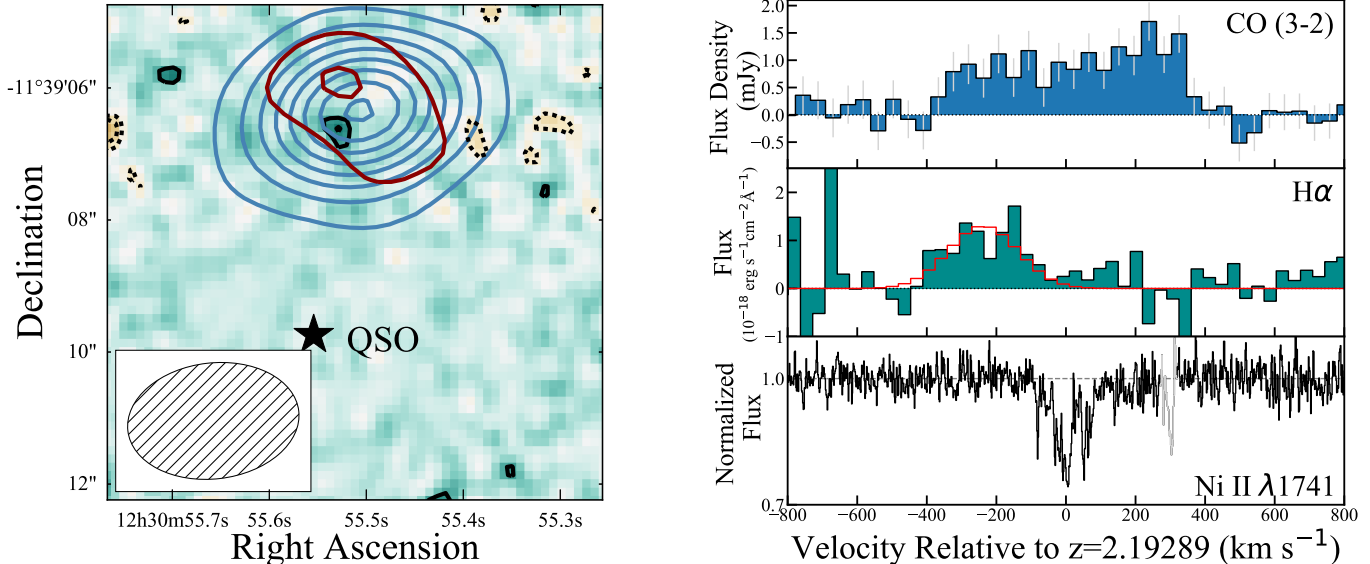 -11°39'06"
08"
10"
12"
Declination
QSO
12h30m55.7s 55.6s 55.5s 55.4s 55.3s
Right Ascension
CO (3-2)
Flux Density
(mJy)
2.0
1.5
1.0
0.5
0.0
−0.5
Hα
Flux
(10⁻¹⁸ erg s⁻¹cm⁻²Å⁻¹)
2
1
0
−1
Normalized
Flux
1.0
0.7
Ni II λ1741
−800 −600 −400 −200 0 200 400 600 800
Velocity Relative to z=2.19289 (km s⁻¹)